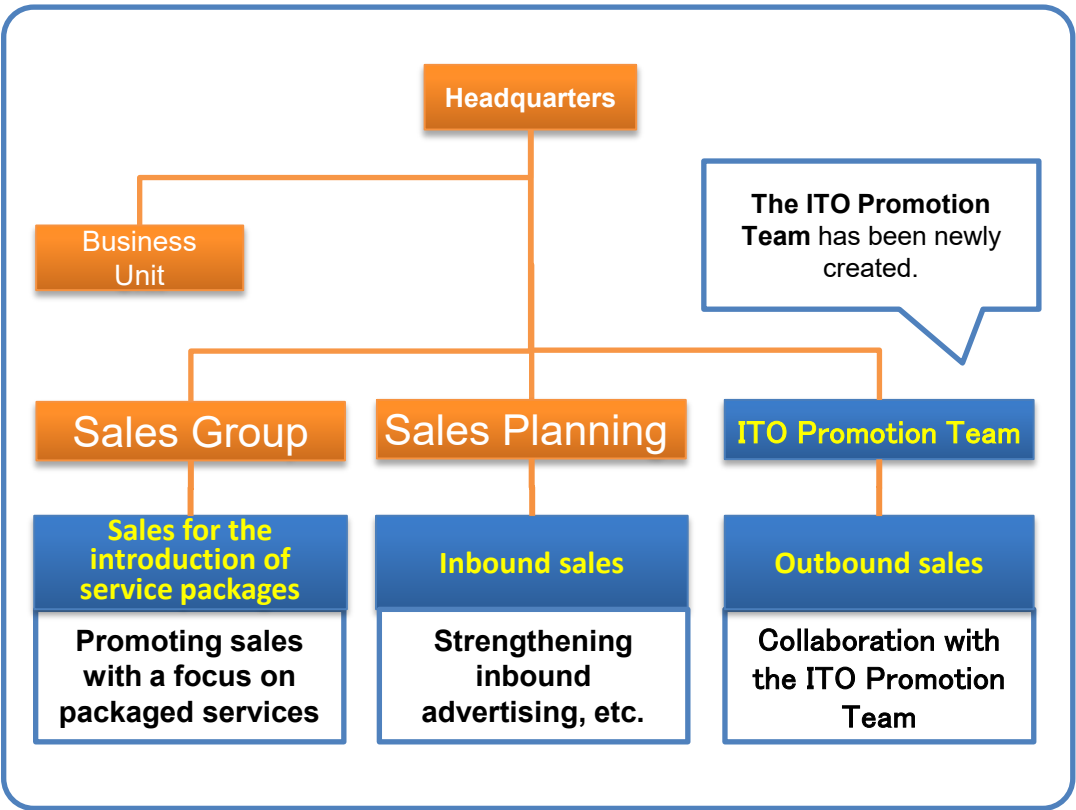 Headquarters
Business
Unit
The ITO Promotion
Team has been newly
created.
Sales Group
Sales Planning
ITO Promotion Team
Sales for the
introduction of
service packages
Inbound sales
Outbound sales
Promoting sales
with a focus on
packaged services
Strengthening
inbound
advertising, etc.
Collaboration with
the ITO Promotion
Team